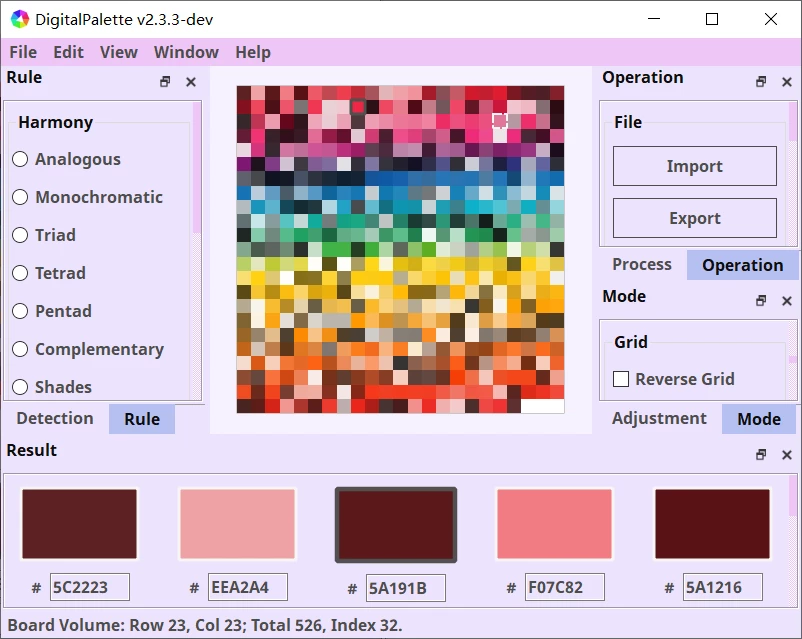 DigitalPalette v2.3.3-dev
File Edit View Window Help
Rule
Harmony
Analogous
Monochromatic
Triad
Tetrad
Pentad
Complementary
Shades
Detection Rule
Operation
File
Import
Export
Process Operation
Mode
Grid
Reverse Grid
Adjustment Mode
Result
# 5C2223 # EEA2A4 # 5A191B # F07C82 # 5A1216
Board Volume: Row 23, Col 23; Total 526, Index 32.